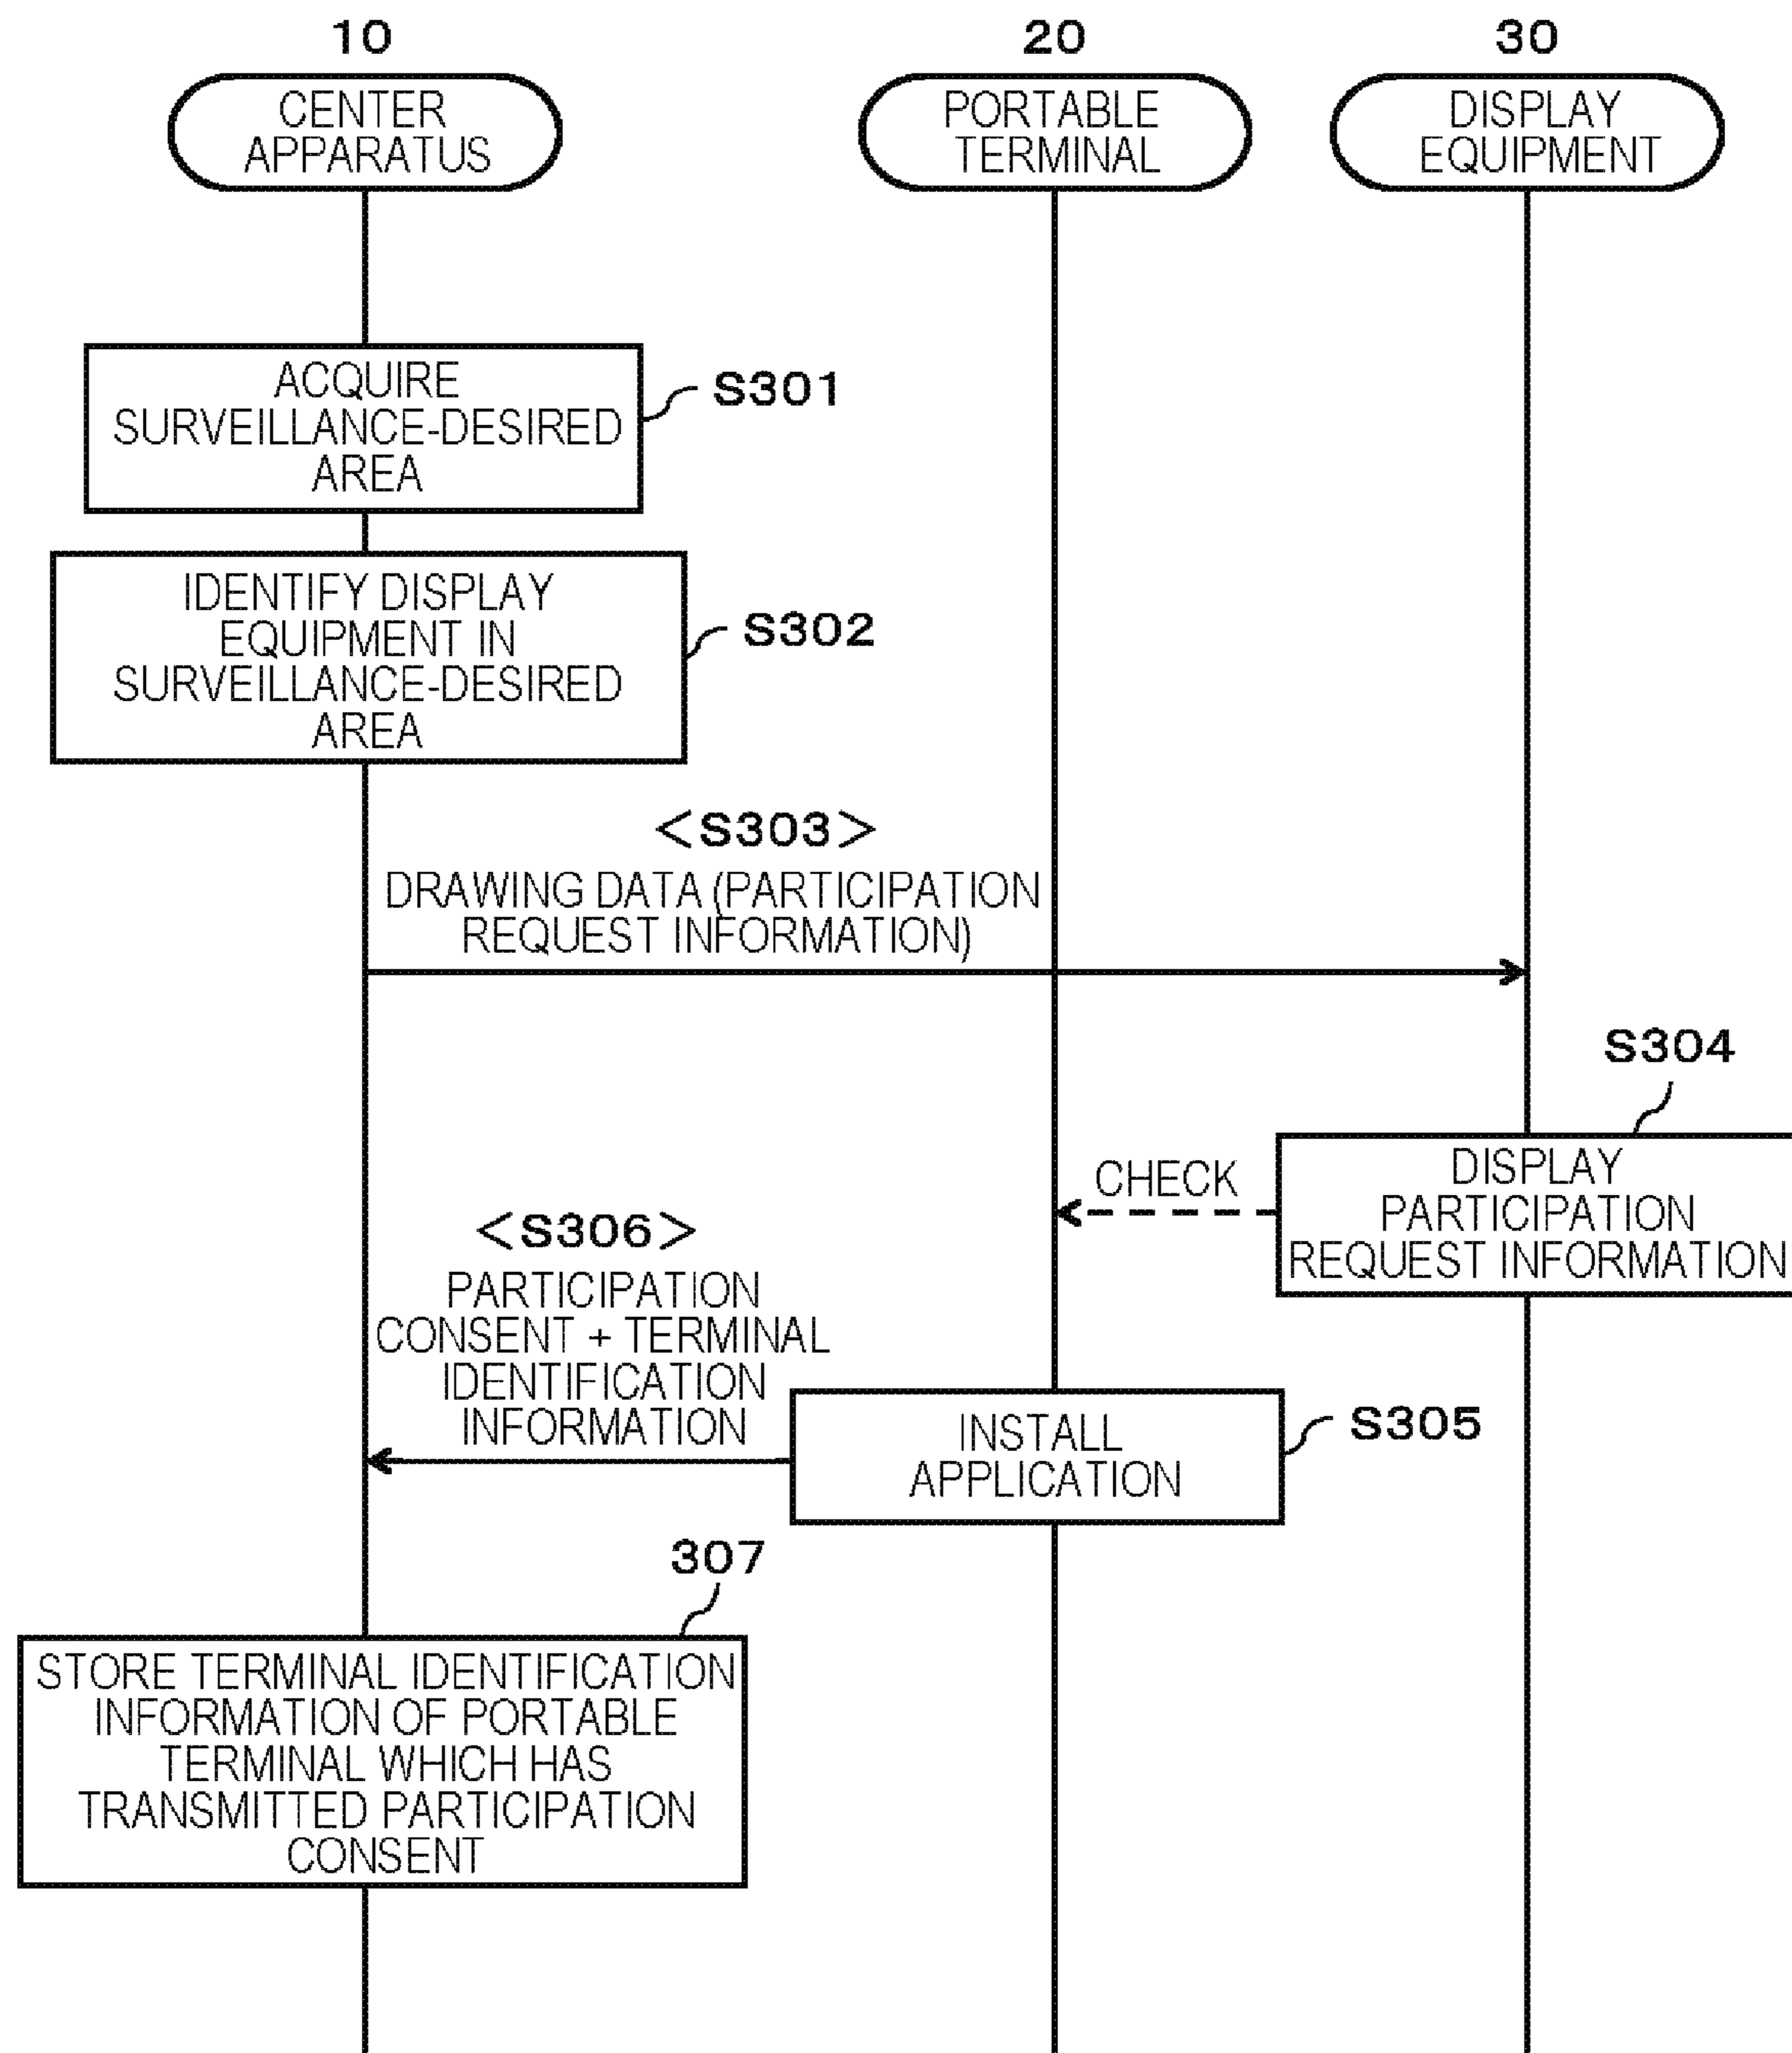 10
20
30
CENTER
APPARATUS
PORTABLE
TERMINAL
DISPLAY
EQUIPMENT
ACQUIRE
SURVEILLANCE-DESIRED
AREA
S301
IDENTIFY DISPLAY
EQUIPMENT IN
SURVEILLANCE-DESIRED
AREA
S302
<S303>
DRAWING DATA (PARTICIPATION
REQUEST INFORMATION)
S304
DISPLAY
PARTICIPATION
REQUEST INFORMATION
CHECK
<S306>
PARTICIPATION
CONSENT + TERMINAL
IDENTIFICATION
INFORMATION
INSTALL
APPLICATION
S305
307
STORE TERMINAL IDENTIFICATION
INFORMATION OF PORTABLE
TERMINAL WHICH HAS
TRANSMITTED PARTICIPATION
CONSENT